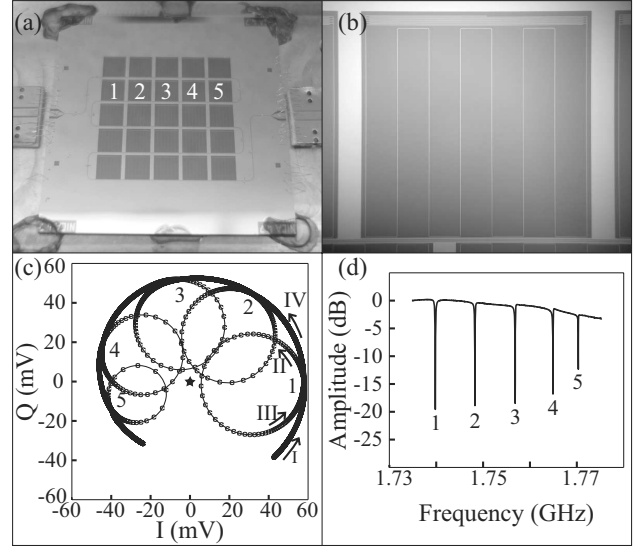 (a)
1 2 3 4 5
(b)
(c)
60
40
20
0
-20
-40
-60
Q (mV)
-60 -40 -20 0 20 40 60
I (mV)
3
2
IV
4
II
1
5
III
I
(d)
5
0
-5
-10
-15
-20
-25
Amplitude (dB)
1 2 3 4 5
1.73 1.75 1.77
Frequency (GHz)